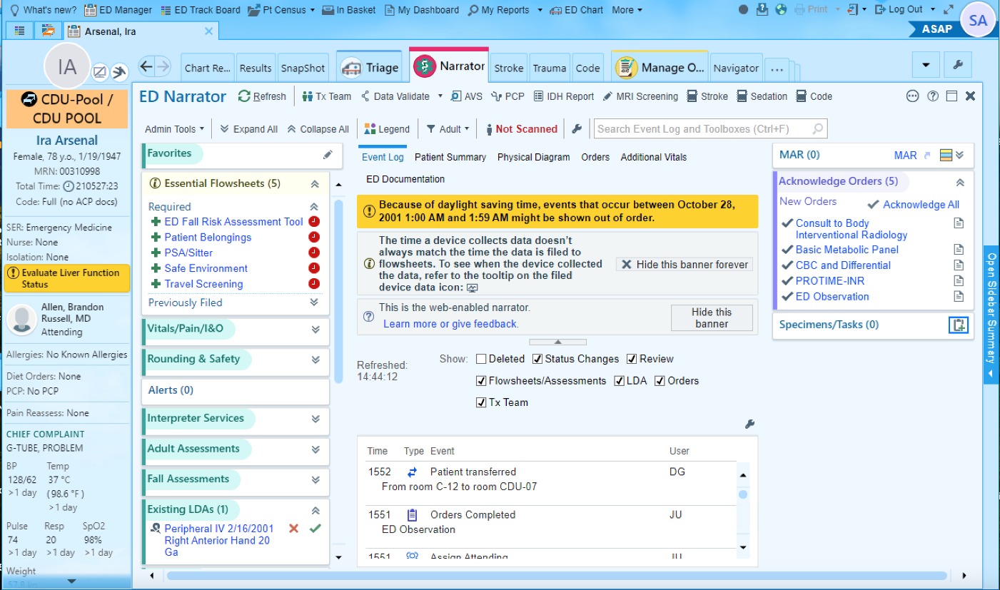 What's new?
ED Manager
ED Track Board
Pt Census
In Basket
My Dashboard
My Reports
ED Chart
More
Print
Log Out
Arsenal, Ira
ASAP
SA
IA
Chart Re...
Results
SnapShot
Triage
Narrator
Stroke
Trauma
Code
Manage O...
Navigator
...
CDU-Pool /
CDU POOL
Ira Arsenal
Female, 78 y.o., 1/19/1947
MRN: 00310998
Total Time: 210527:23
Code: Full (no ACP docs)
SER: Emergency Medicine
Nurse: None
Isolation: None
Evaluate Liver Function
Status
Allen, Brandon
Russell, MD
Attending
Allergies: No Known Allergies
Diet Orders: None
PCP: No PCP
Pain Reassess: None
CHIEF COMPLAINT
G-TUBE, PROBLEM
BP
128/62
>1 day
Temp
37 °C
(98.6 °F)
>1 day
Pulse
74
>1 day
Resp
20
>1 day
SpO2
98%
>1 day
Weight
ED Narrator
Refresh
Tx Team
Data Validate
AVS
PCP
IDH Report
MRI Screening
Stroke
Sedation
Code
Admin Tools
Expand All
Collapse All
Legend
Adult
Not Scanned
Search Event Log and Toolboxes (Ctrl+F)
Favorites
Essential Flowsheets (5)
Required
ED Fall Risk Assessment Tool
Patient Belongings
PSA/Sitter
Safe Environment
Travel Screening
Previously Filed
Vitals/Pain/I&O
Rounding & Safety
Alerts (0)
Interpreter Services
Adult Assessments
Fall Assessments
Existing LDAs (1)
Peripheral IV 2/16/2001
Right Anterior Hand 20
Ga
Event Log
Patient Summary
Physical Diagram
Orders
Additional Vitals
ED Documentation
Because of daylight saving time, events that occur between October 28,
2001 1:00 AM and 1:59 AM might be shown out of order.
The time a device collects data doesn't
always match the time the data is filed to
flowsheets. To see when the device collected
the data, refer to the tooltip on the filed
device data icon:
Hide this banner forever
This is the web-enabled narrator.
Learn more or give feedback.
Hide this
banner
Refreshed:
14:44:12
Show:
Deleted
Status Changes
Review
Flowsheets/Assessments
LDA
Orders
Tx Team
Time Type Event User
1552 Patient transferred DG
From room C-12 to room CDU-07
1551 Orders Completed JU
ED Observation
1551 Assign Attending JU
MAR (0)
MAR
Acknowledge Orders (5)
New Orders
Acknowledge All
Consult to Body
Interventional Radiology
Basic Metabolic Panel
CBC and Differential
PROTIME-INR
ED Observation
Specimens/Tasks (0)
Open Sidebar Summary